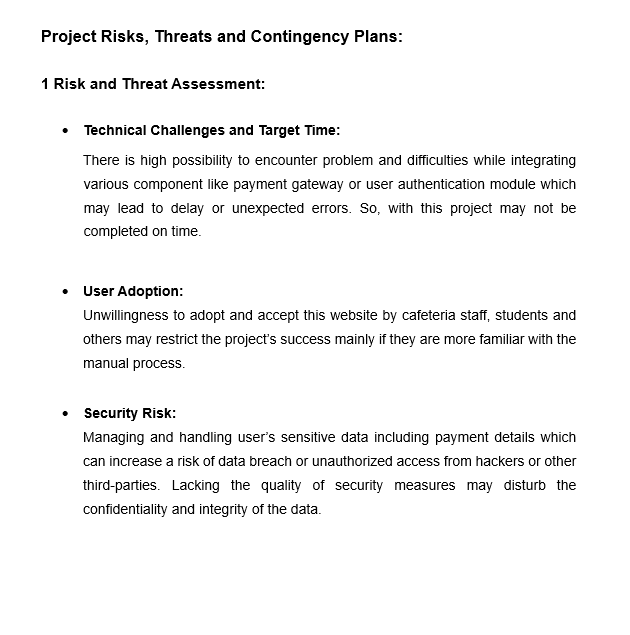 Project Risks, Threats and Contingency Plans:
1 Risk and Threat Assessment:
• Technical Challenges and Target Time:
There is high possibility to encounter problem and difficulties while integrating
various component like payment gateway or user authentication module which
may lead to delay or unexpected errors. So, with this project may not be
completed on time.
• User Adoption:
Unwillingness to adopt and accept this website by cafeteria staff, students and
others may restrict the project’s success mainly if they are more familiar with the
manual process.
• Security Risk:
Managing and handling user’s sensitive data including payment details which
can increase a risk of data breach or unauthorized access from hackers or other
third-parties. Lacking the quality of security measures may disturb the
confidentiality and integrity of the data.